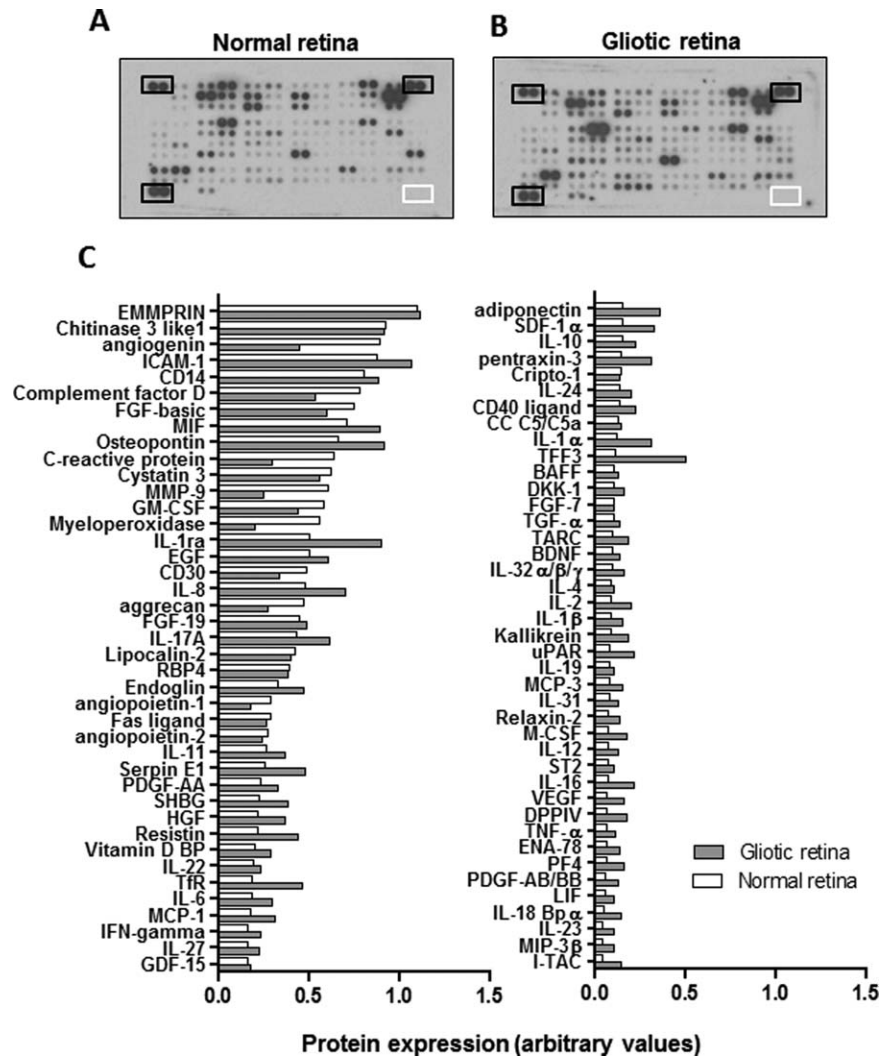 A
Normal retina
B
Gliotic retina
C
EMMPRIN
Chitinase 3 like1
angiogenin
ICAM-1
CD14
Complement factor D
FGF-basic
MIF
Osteopontin
C-reactive protein
Cystatin 3
MMP-9
GM-CSF
Myeloperoxidase
IL-1ra
EGF
CD30
IL-8
aggrecan
FGF-19
IL-17A
Lipocalin-2
RBP4
Endoglin
angiopoietin-1
Fas ligand
angiopoietin-2
IL-11
Serpin E1
PDGF-AA
SHBG
HGF
Resistin
Vitamin D BP
IL-22
TfR
IL-6
MCP-1
IFN-gamma
IL-27
GDF-15
0.0 0.5 1.0 1.5
adiponectin
SDF-1α
IL-10
pentraxin-3
Cripto-1
IL-24
CD40 ligand
CC C5/C5a
IL-1α
TFF3
BAFF
DKK-1
FGF-7
TGF-α
TARC
BDNF
IL-32 α/β/γ
IL-4
IL-2
IL-1β
Kallikrein
uPAR
IL-19
MCP-3
IL-31
Relaxin-2
M-CSF
IL-12
ST2
IL-16
VEGF
DPPIV
TNF-α
ENA-78
PF4
PDGF-AB/BB
LIF
IL-18 Bp α
IL-23
MIP-3β
I-TAC
0.0 0.5 1.0 1.5
Gliotic retina
Normal retina
Protein expression (arbitrary values)